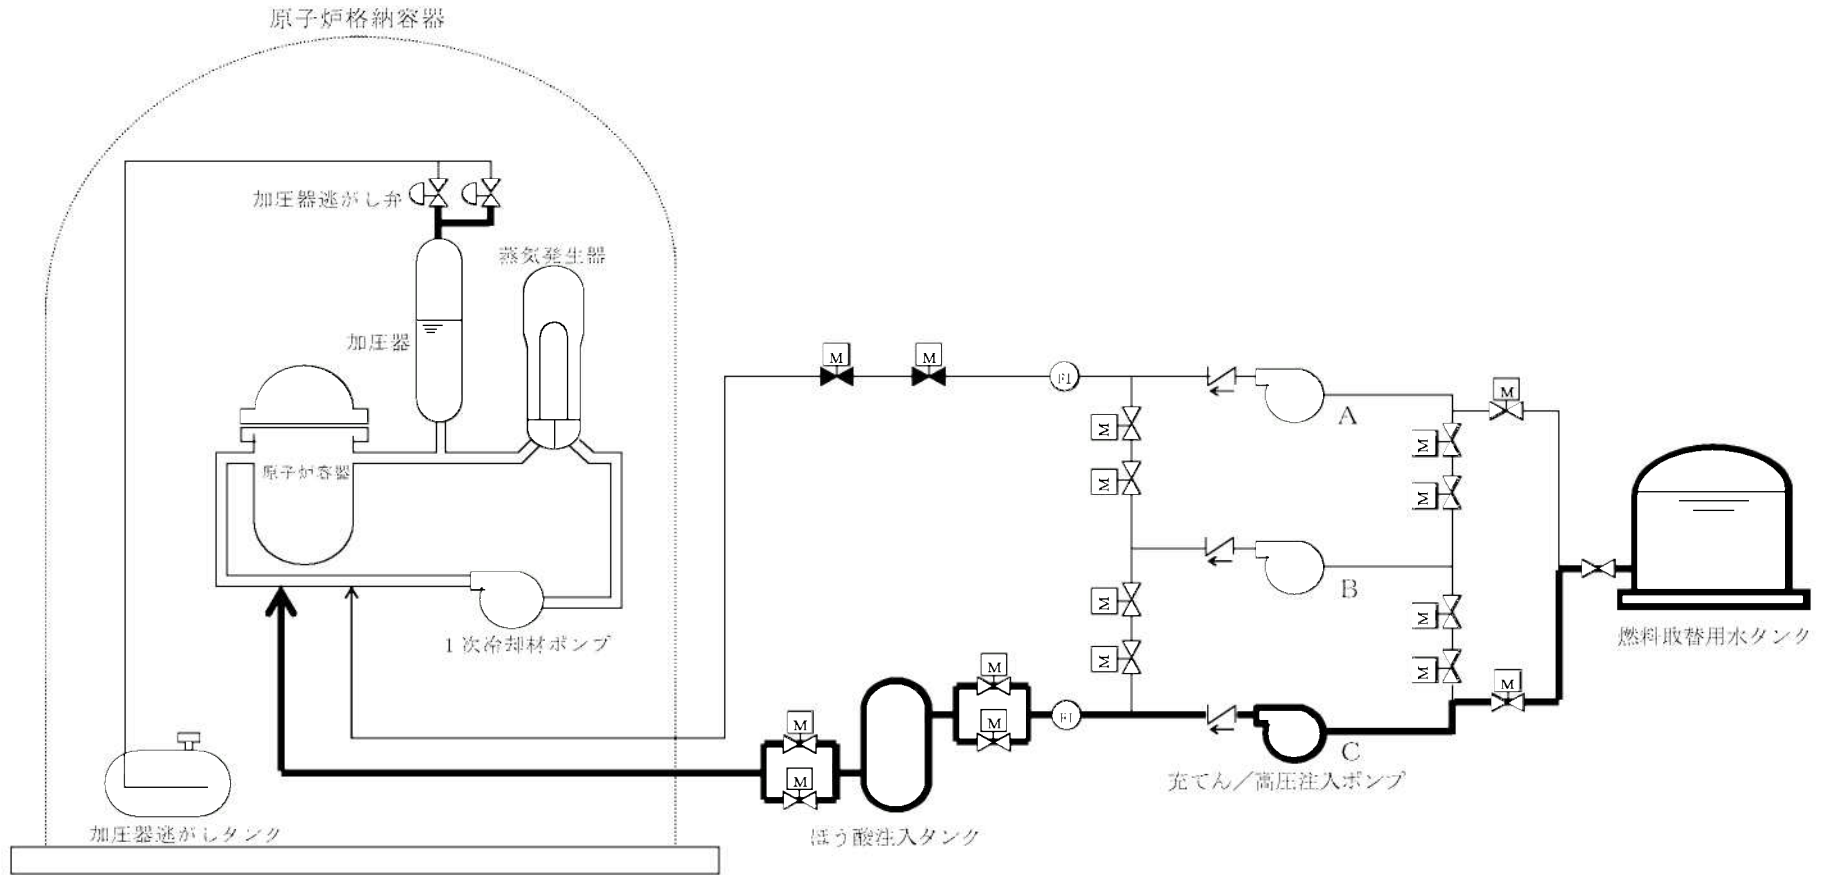 原子炉格納容器
加圧器逃がし弁
蒸気発生器
加圧器
M
M
FI
A
M
M
M
M
M
原子炉容器
B
M
M
M
M
1次冷却材ポンプ
燃料取替用水タンク
M
M
M
FI
C
M
M
充てん/高圧注入ポンプ
加圧器逃がしタンク
ほう酸注入タンク